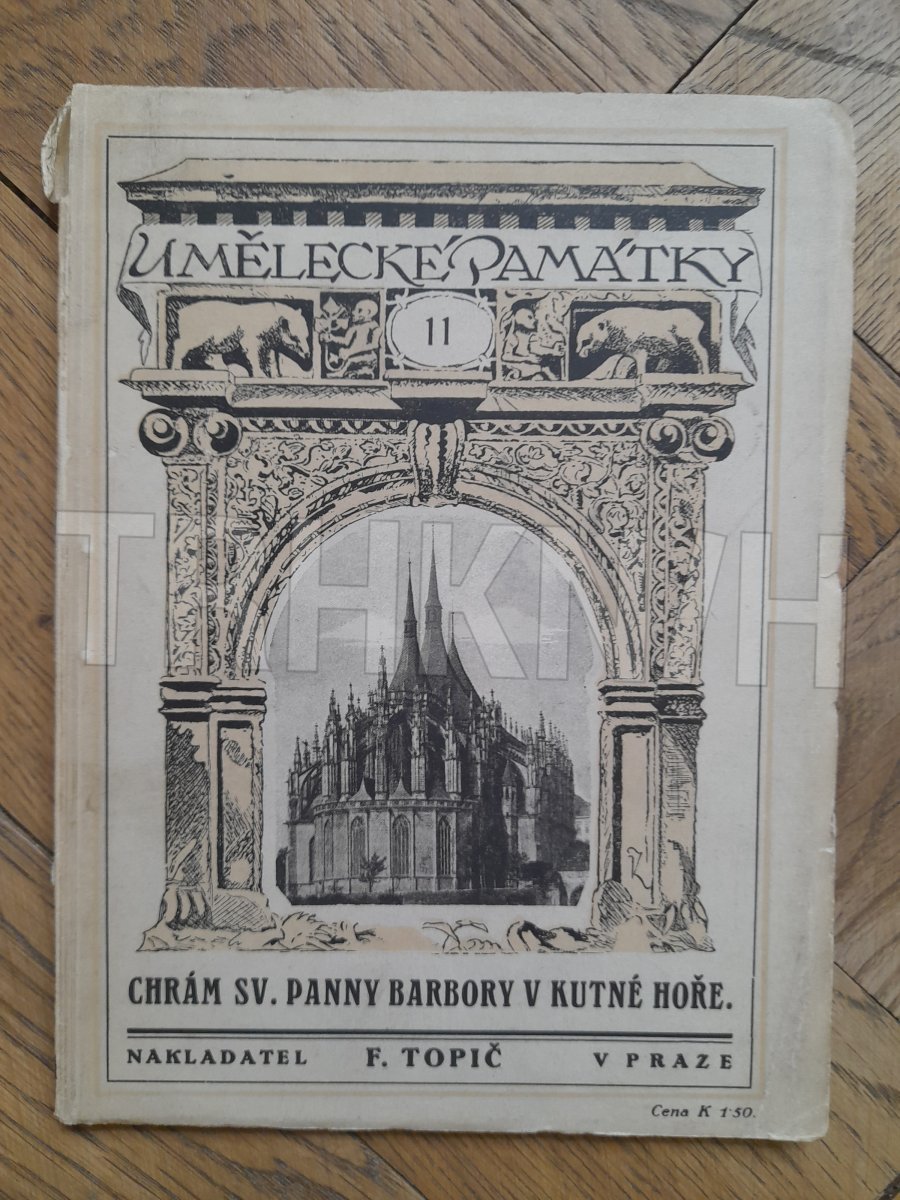 UMĚLECKÉ PAMÁTKY
11
CHRÁM SV. PANNY BARBORY V KUTNÉ HOŘE.
NAKLADATEL F. TOPIČ V PRAZE
Cena K 1·50.